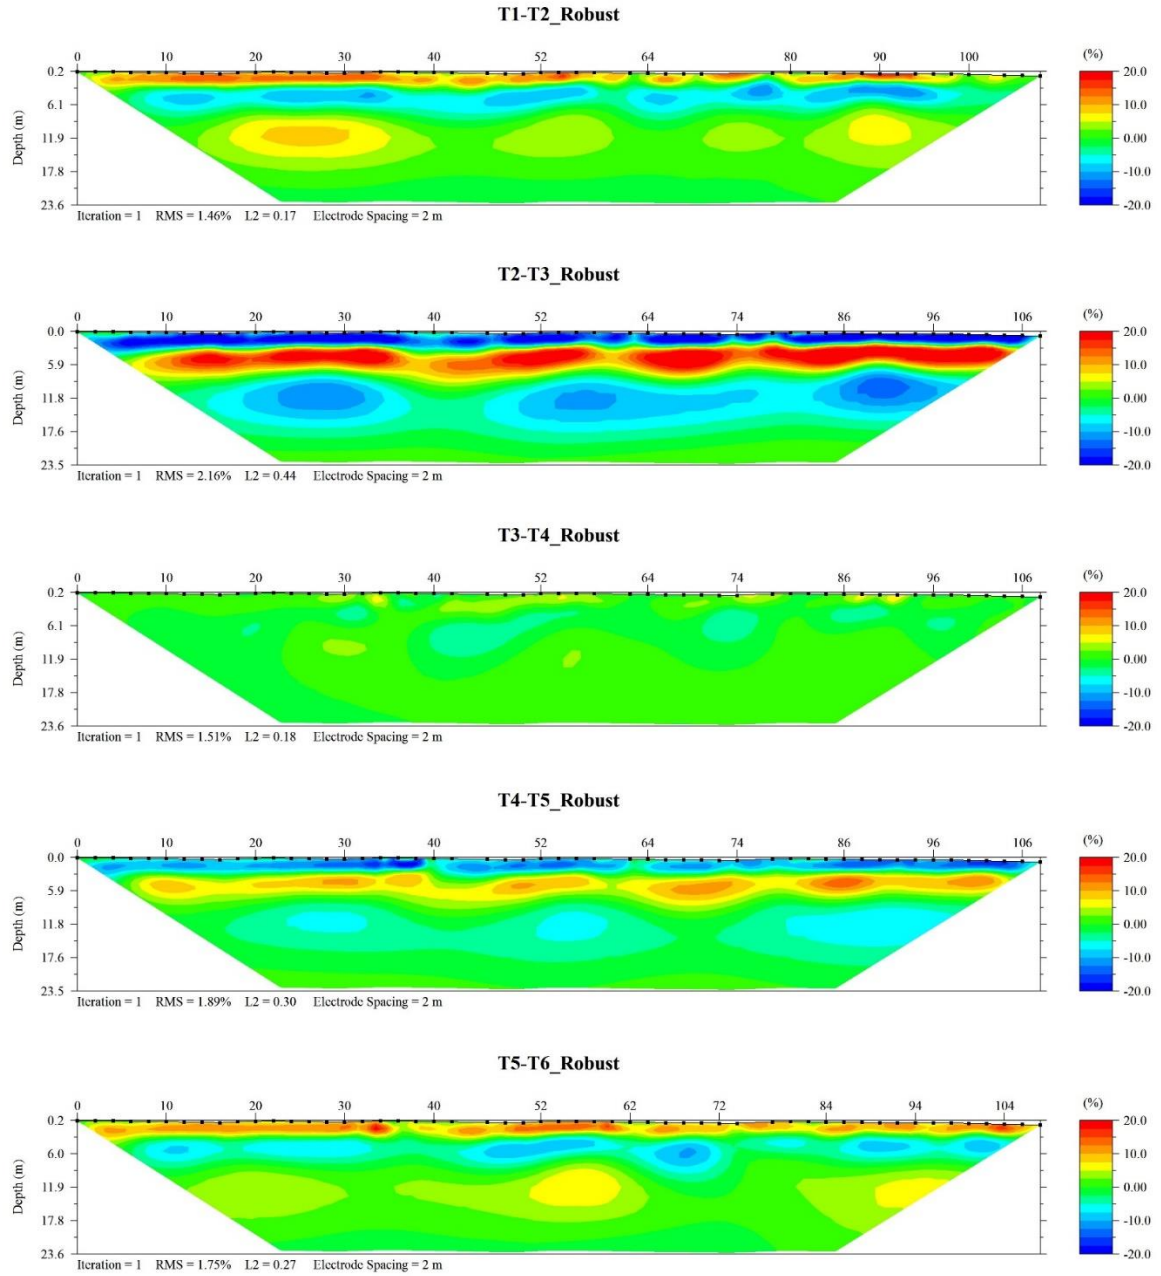 T1-T2_Robust
0 10 20 30 40 52 64 80 90 100 (%)
0.2 6.1 11.9 17.8 23.6
Depth (m)
20.0 10.0 0.00 -10.0 -20.0
Iteration = 1 RMS = 1.46% L2 = 0.17 Electrode Spacing = 2 m
T2-T3_Robust
0 10 20 30 40 52 64 74 86 96 106 (%)
0.0 5.9 11.8 17.6 23.5
Depth (m)
20.0 10.0 0.00 -10.0 -20.0
Iteration = 1 RMS = 2.16% L2 = 0.44 Electrode Spacing = 2 m
T3-T4_Robust
0 10 20 30 40 52 64 74 86 96 106 (%)
0.2 6.1 11.9 17.8 23.6
Depth (m)
20.0 10.0 0.00 -10.0 -20.0
Iteration = 1 RMS = 1.51% L2 = 0.18 Electrode Spacing = 2 m
T4-T5_Robust
0 10 20 30 40 52 64 74 86 96 106 (%)
0.0 5.9 11.8 17.6 23.5
Depth (m)
20.0 10.0 0.00 -10.0 -20.0
Iteration = 1 RMS = 1.89% L2 = 0.30 Electrode Spacing = 2 m
T5-T6_Robust
0 10 20 30 40 52 62 72 84 94 104 (%)
0.2 6.0 11.9 17.8 23.6
Depth (m)
20.0 10.0 0.00 -10.0 -20.0
Iteration = 1 RMS = 1.75% L2 = 0.27 Electrode Spacing = 2 m